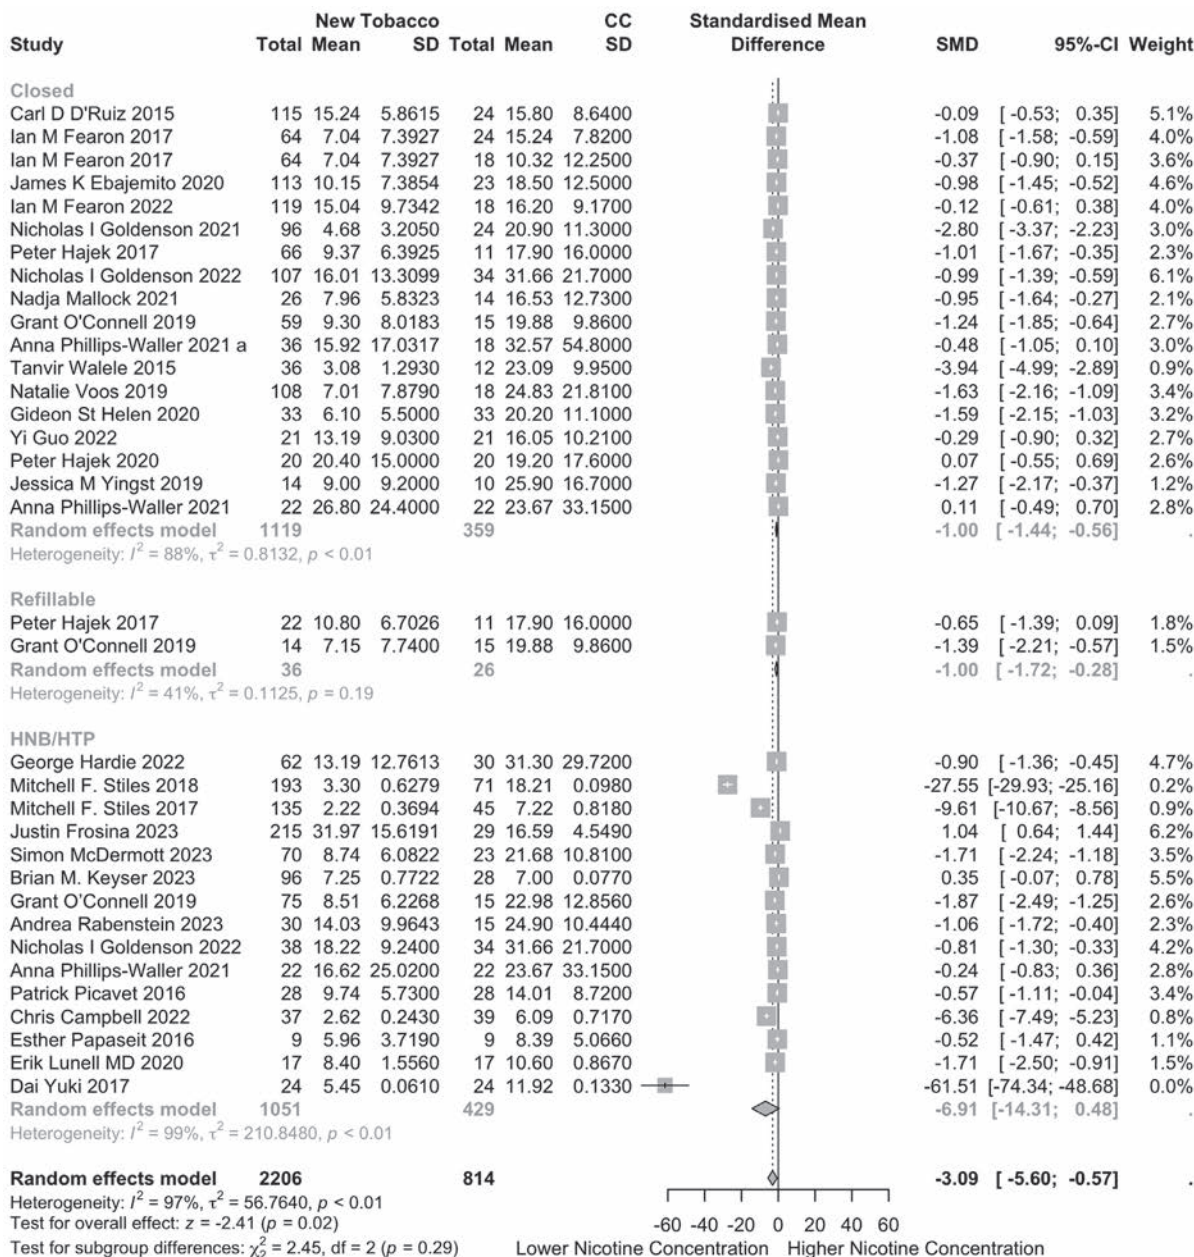 New Tobacco CC Standardised Mean
Study Total Mean SD Total Mean SD Difference SMD 95%-CI Weight
Closed
Carl D D'Ruiz 2015 115 15.24 5.8615 24 15.80 8.6400 -0.09 [ -0.53; 0.35] 5.1%
Ian M Fearon 2017 64 7.04 7.3927 24 15.24 7.8200 -1.08 [ -1.58; -0.59] 4.0%
Ian M Fearon 2017 64 7.04 7.3927 18 10.32 12.2500 -0.37 [ -0.90; 0.15] 3.6%
James K Ebajemito 2020 113 10.15 7.3854 23 18.50 12.5000 -0.98 [ -1.45; -0.52] 4.6%
Ian M Fearon 2022 119 15.04 9.7342 18 16.20 9.1700 -0.12 [ -0.61; 0.38] 4.0%
Nicholas I Goldenson 2021 96 4.68 3.2050 24 20.90 11.3000 -2.80 [ -3.37; -2.23] 3.0%
Peter Hajek 2017 66 9.37 6.3925 11 17.90 16.0000 -1.01 [ -1.67; -0.35] 2.3%
Nicholas I Goldenson 2022 107 16.01 13.3099 34 31.66 21.7000 -0.99 [ -1.39; -0.59] 6.1%
Nadja Mallock 2021 26 7.96 5.8323 14 16.53 12.7300 -0.95 [ -1.64; -0.27] 2.1%
Grant O'Connell 2019 59 9.30 8.0183 15 19.88 9.8600 -1.24 [ -1.85; -0.64] 2.7%
Anna Phillips-Waller 2021 a 36 15.92 17.0317 18 32.57 54.8000 -0.48 [ -1.05; 0.10] 3.0%
Tanvir Walele 2015 36 3.08 1.2930 12 23.09 9.9500 -3.94 [ -4.99; -2.89] 0.9%
Natalie Voos 2019 108 7.01 7.8790 18 24.83 21.8100 -1.63 [ -2.16; -1.09] 3.4%
Gideon St Helen 2020 33 6.10 5.5000 33 20.20 11.1000 -1.59 [ -2.15; -1.03] 3.2%
Yi Guo 2022 21 13.19 9.0300 21 16.05 10.2100 -0.29 [ -0.90; 0.32] 2.7%
Peter Hajek 2020 20 20.40 15.0000 20 19.20 17.6000 0.07 [ -0.55; 0.69] 2.6%
Jessica M Yingst 2019 14 9.00 9.2000 10 25.90 16.7000 -1.27 [ -2.17; -0.37] 1.2%
Anna Phillips-Waller 2021 22 26.80 24.4000 22 23.67 33.1500 0.11 [ -0.49; 0.70] 2.8%
Random effects model 1119 359 -1.00 [ -1.44; -0.56] .
Heterogeneity: I² = 88%, τ² = 0.8132, p < 0.01
Refillable
Peter Hajek 2017 22 10.80 6.7026 11 17.90 16.0000 -0.65 [ -1.39; 0.09] 1.8%
Grant O'Connell 2019 14 7.15 7.7400 15 19.88 9.8600 -1.39 [ -2.21; -0.57] 1.5%
Random effects model 36 26 -1.00 [ -1.72; -0.28] .
Heterogeneity: I² = 41%, τ² = 0.1125, p = 0.19
HNB/HTP
George Hardie 2022 62 13.19 12.7613 30 31.30 29.7200 -0.90 [ -1.36; -0.45] 4.7%
Mitchell F. Stiles 2018 193 3.30 0.6279 71 18.21 0.0980 -27.55 [-29.93; -25.16] 0.2%
Mitchell F. Stiles 2017 135 2.22 0.3694 45 7.22 0.8180 -9.61 [-10.67; -8.56] 0.9%
Justin Frosina 2023 215 31.97 15.6191 29 16.59 4.5490 1.04 [ 0.64; 1.44] 6.2%
Simon McDermott 2023 70 8.74 6.0822 23 21.68 10.8100 -1.71 [ -2.24; -1.18] 3.5%
Brian M. Keyser 2023 96 7.25 0.7722 28 7.00 0.0770 0.35 [ -0.07; 0.78] 5.5%
Grant O'Connell 2019 75 8.51 6.2268 15 22.98 12.8560 -1.87 [ -2.49; -1.25] 2.6%
Andrea Rabenstein 2023 30 14.03 9.9643 15 24.90 10.4440 -1.06 [ -1.72; -0.40] 2.3%
Nicholas I Goldenson 2022 38 18.22 9.2400 34 31.66 21.7000 -0.81 [ -1.30; -0.33] 4.2%
Anna Phillips-Waller 2021 22 16.62 25.0200 22 23.67 33.1500 -0.24 [ -0.83; 0.36] 2.8%
Patrick Picavet 2016 28 9.74 5.7300 28 14.01 8.7200 -0.57 [ -1.11; -0.04] 3.4%
Chris Campbell 2022 37 2.62 0.2430 39 6.09 0.7170 -6.36 [ -7.49; -5.23] 0.8%
Esther Papaseit 2016 9 5.96 3.7190 9 8.39 5.0660 -0.52 [ -1.47; 0.42] 1.1%
Erik Lunell MD 2020 17 8.40 1.5560 17 10.60 0.8670 -1.71 [ -2.50; -0.91] 1.5%
Dai Yuki 2017 24 5.45 0.0610 24 11.92 0.1330 -61.51 [-74.34; -48.68] 0.0%
Random effects model 1051 429 -6.91 [-14.31; 0.48] .
Heterogeneity: I² = 99%, τ² = 210.8480, p < 0.01
Random effects model 2206 814 -3.09 [ -5.60; -0.57] .
Heterogeneity: I² = 97%, τ² = 56.7640, p < 0.01
Test for overall effect: z = -2.41 (p = 0.02)
-60 -40 -20 0 20 40 60
Test for subgroup differences: χ²₂ = 2.45, df = 2 (p = 0.29) Lower Nicotine Concentration Higher Nicotine Concentration